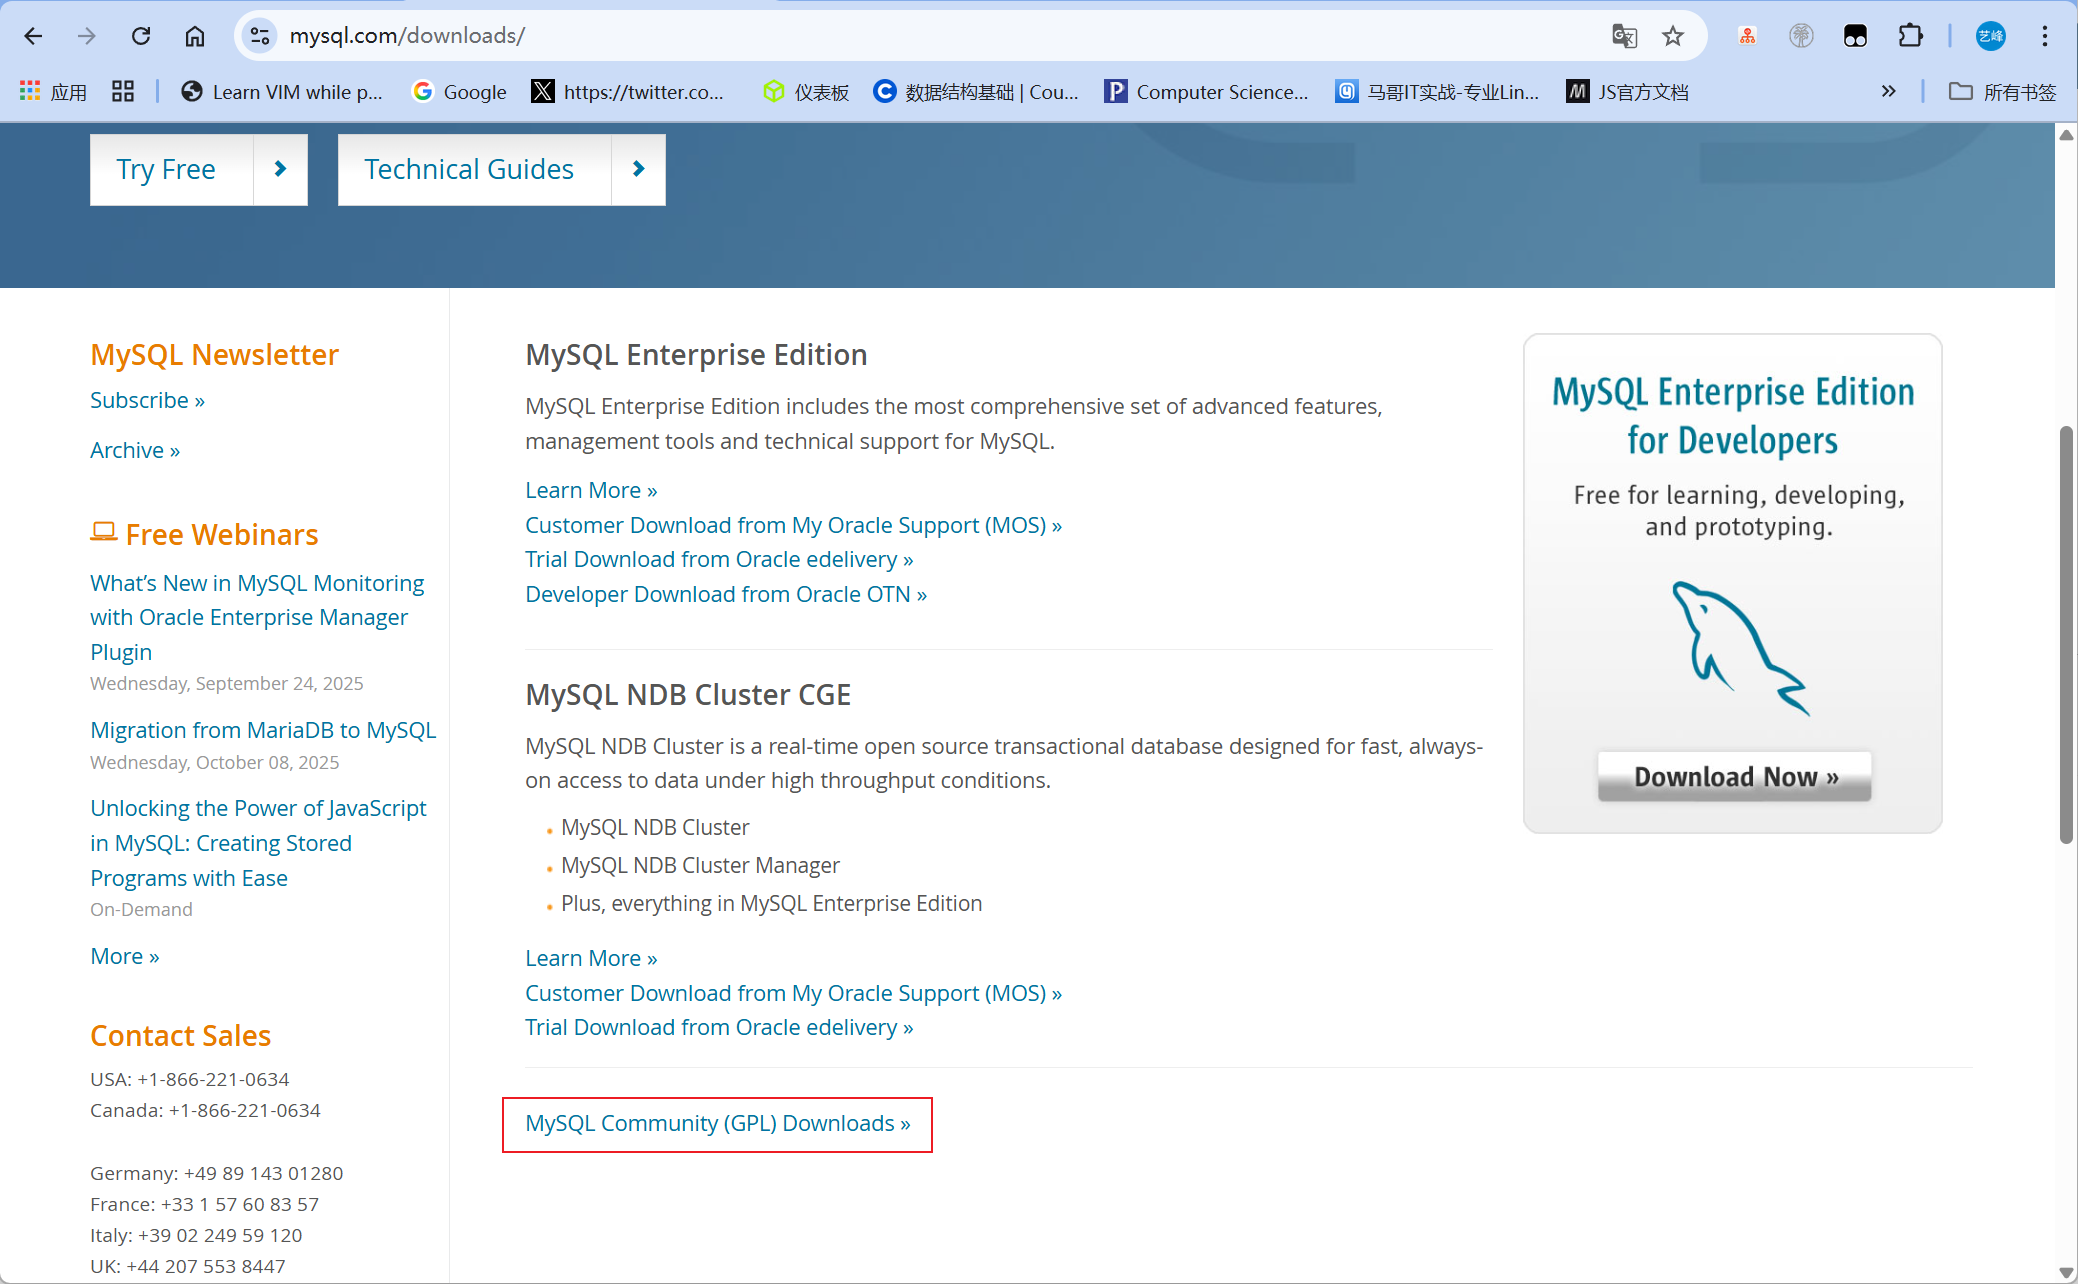 mysql.com/downloads/
艺峰
应用
Learn VIM while p...
Google
https://twitter.co...
仪表板
数据结构基础 | Cou...
Computer Science...
马哥IT实战-专业Lin...
JS官方文档
所有书签
Try Free
Technical Guides
MySQL Newsletter
Subscribe »
Archive »
Free Webinars
What’s New in MySQL Monitoring
with Oracle Enterprise Manager
Plugin
Wednesday, September 24, 2025
Migration from MariaDB to MySQL
Wednesday, October 08, 2025
Unlocking the Power of JavaScript
in MySQL: Creating Stored
Programs with Ease
On-Demand
More »
Contact Sales
USA: +1-866-221-0634
Canada: +1-866-221-0634
Germany: +49 89 143 01280
France: +33 1 57 60 83 57
Italy: +39 02 249 59 120
UK: +44 207 553 8447
MySQL Enterprise Edition
MySQL Enterprise Edition includes the most comprehensive set of advanced features,
management tools and technical support for MySQL.
Learn More »
Customer Download from My Oracle Support (MOS) »
Trial Download from Oracle edelivery »
Developer Download from Oracle OTN »
MySQL NDB Cluster CGE
MySQL NDB Cluster is a real-time open source transactional database designed for fast, always-
on access to data under high throughput conditions.
MySQL NDB Cluster
MySQL NDB Cluster Manager
Plus, everything in MySQL Enterprise Edition
Learn More »
Customer Download from My Oracle Support (MOS) »
Trial Download from Oracle edelivery »
MySQL Community (GPL) Downloads »
MySQL Enterprise Edition
for Developers
Free for learning, developing,
and prototyping.
Download Now »